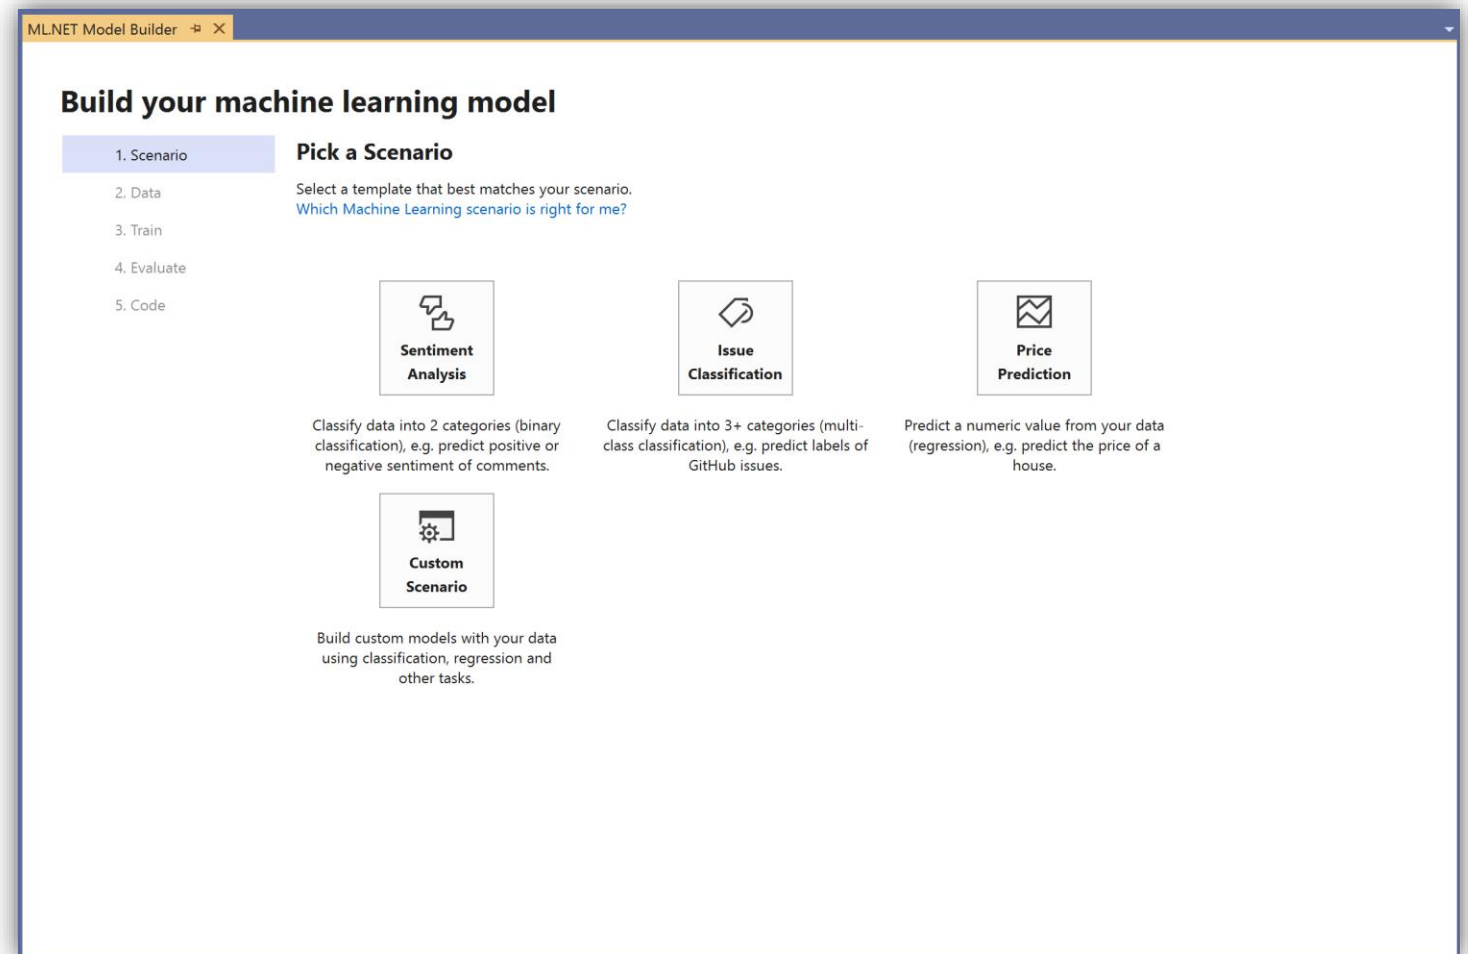 ML.NET Model Builder
Build your machine learning model
1. Scenario
2. Data
3. Train
4. Evaluate
5. Code
Pick a Scenario
Select a template that best matches your scenario.
Which Machine Learning scenario is right for me?
Sentiment
Analysis
Classify data into 2 categories (binary
classification), e.g. predict positive or
negative sentiment of comments.
Issue
Classification
Classify data into 3+ categories (multi-
class classification), e.g. predict labels of
GitHub issues.
Price
Prediction
Predict a numeric value from your data
(regression), e.g. predict the price of a
house.
Custom
Scenario
Build custom models with your data
using classification, regression and
other tasks.